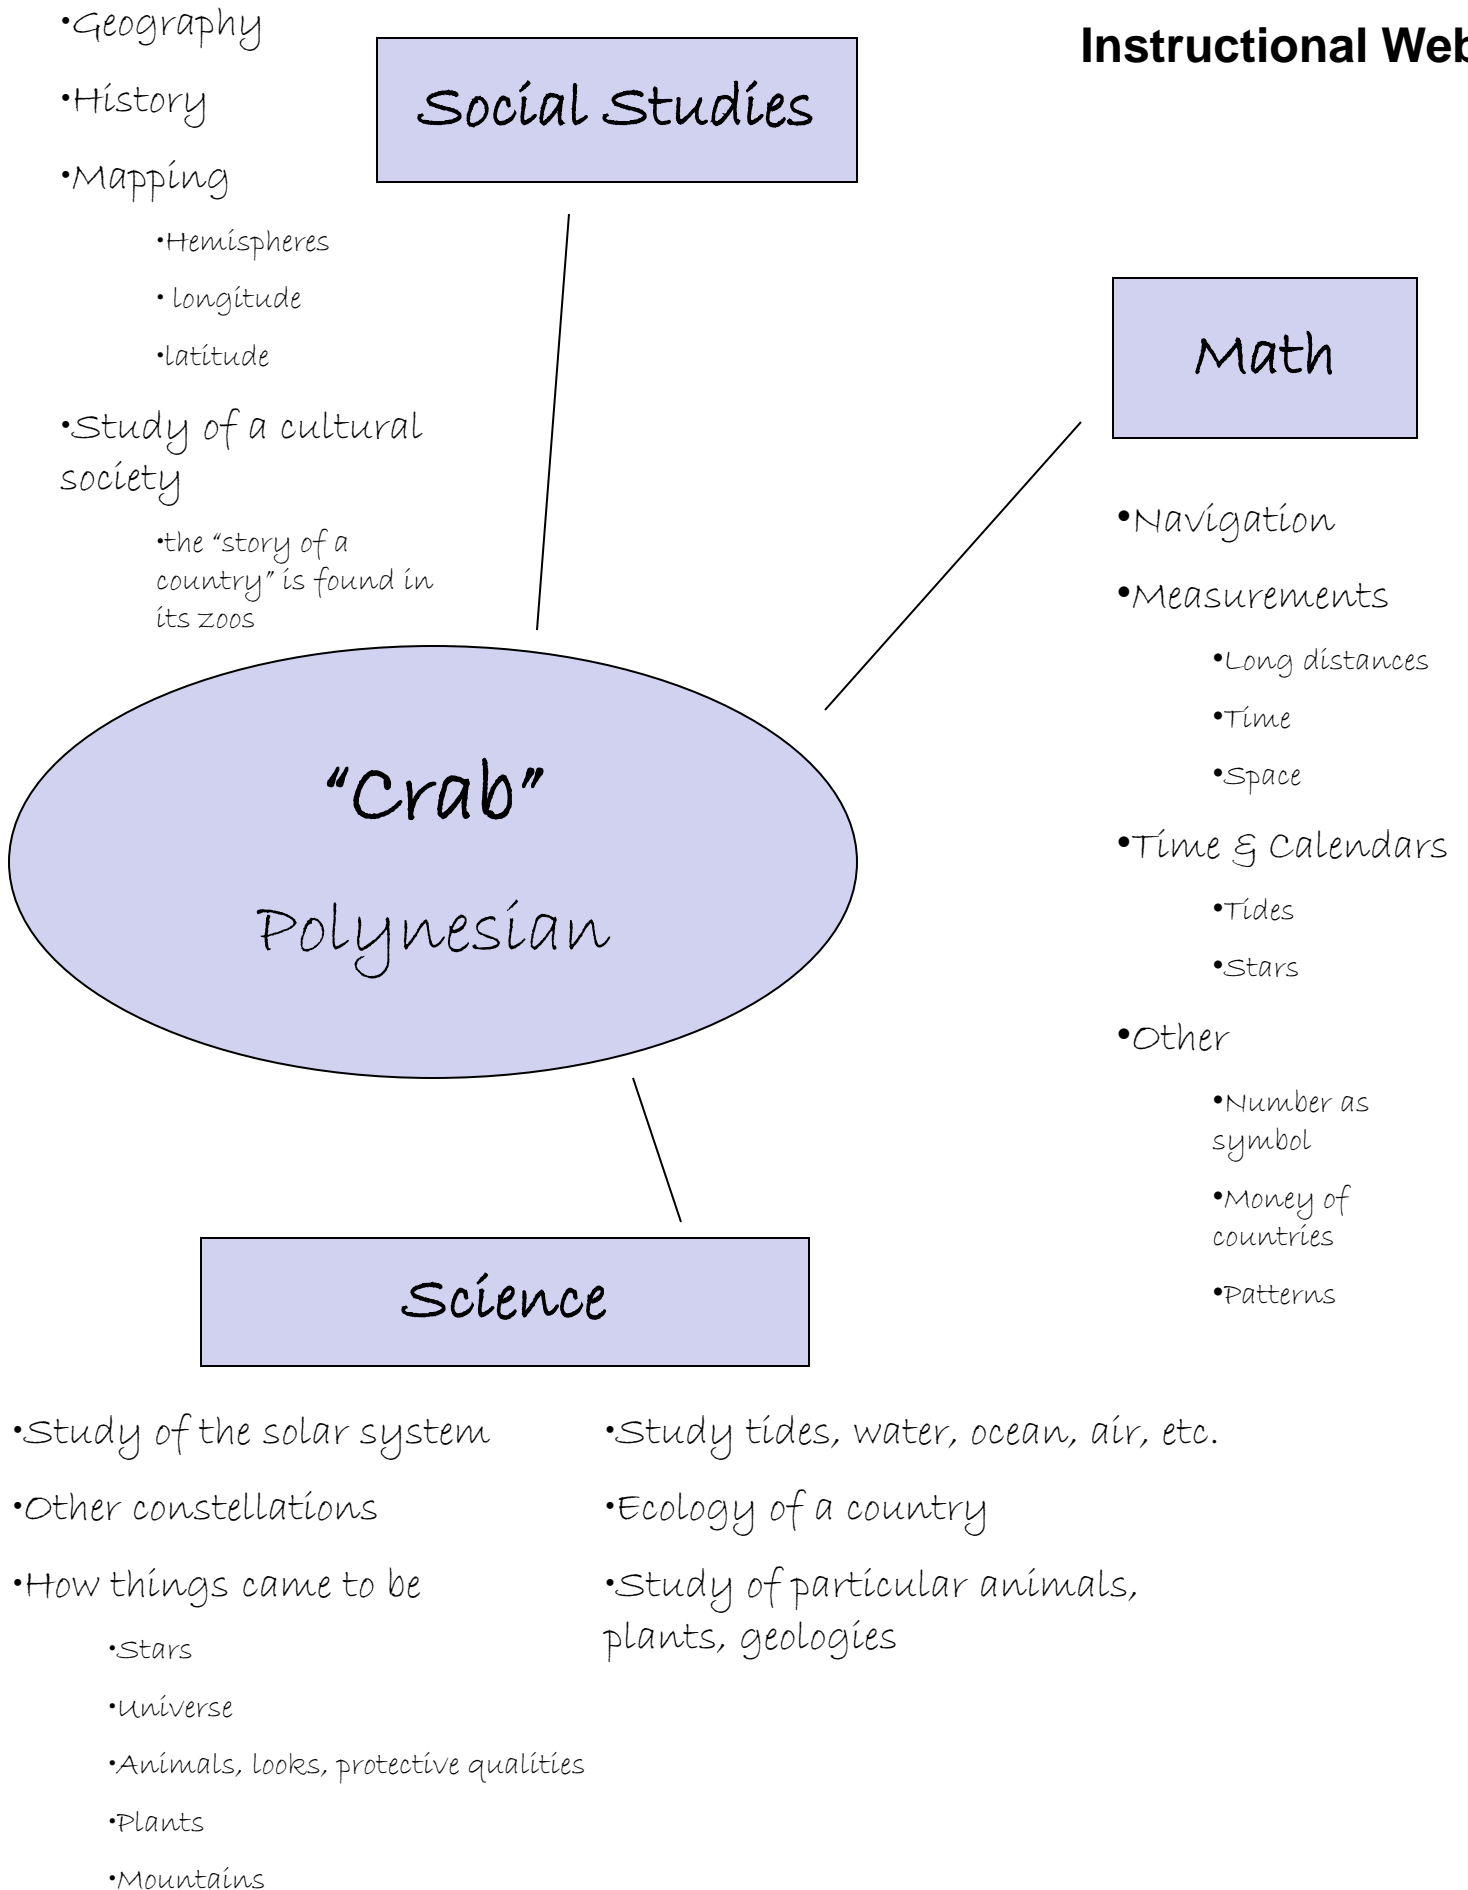 Instructional Web
Social Studies
•Geography
•History
•Mapping
•Hemispheres
• longitude
•latitude
•Study of a cultural
society
•the “story of a
country” is found in
its zoos
Math
•Navigation
•Measurements
•Long distances
•Time
•Space
•Time & Calendars
•Tides
•Stars
•Other
•Number as
symbol
•Money of
countries
•Patterns
“Crab”
Polynesian
Science
•Study of the solar system
•Other constellations
•How things came to be
•Stars
•Universe
•Animals, looks, protective qualities
•Plants
•Mountains
•Study tides, water, ocean, air, etc.
•Ecology of a country
•Study of particular animals,
plants, geologies